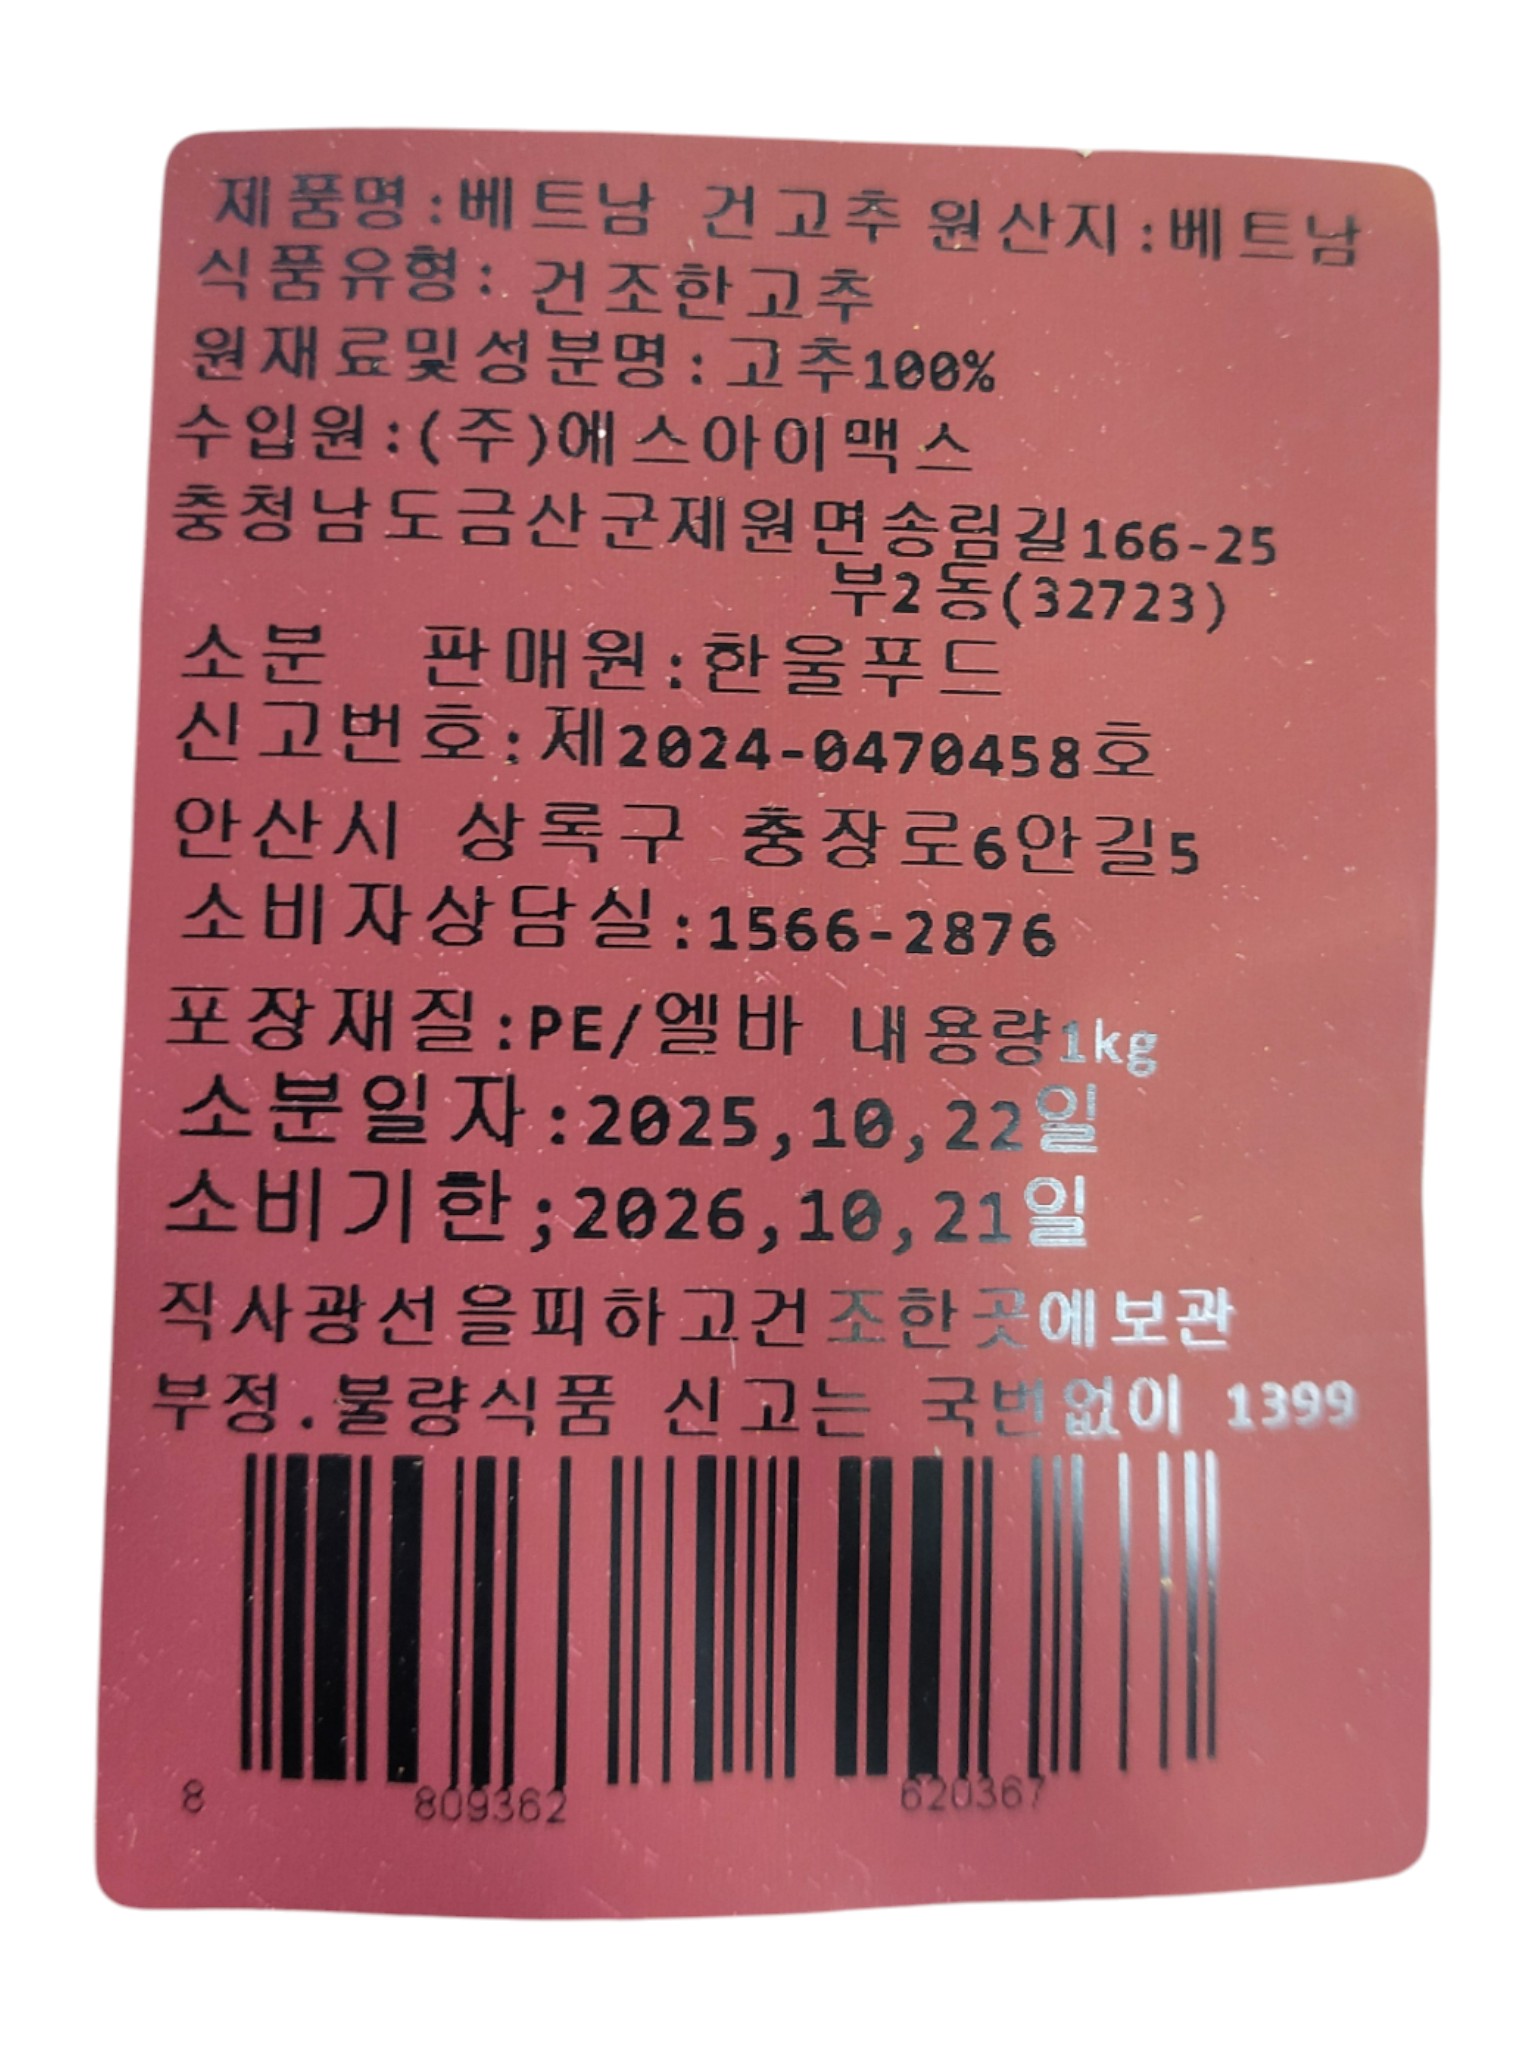 제품명:베트남 건고추 원산지:베트남
식품유형: 건조한고추
원재료및성분명:고추100%
수입원:(주)에스아이맥스
충청남도금산군제원면송림길166-25
부2동(32723)
소분 판매원:한울푸드
신고번호:제2024-0470458호
안산시 상록구 충장로6안길5
소비자상담실:1566-2876
포장재질:PE/엘바 내용량1kg
소분일자:2025,10,22일
소비기한;2026,10,21일
직사광선을피하고건조한곳에보관
부정.불량식품 신고는 국번없이 1399
8 809362 620367